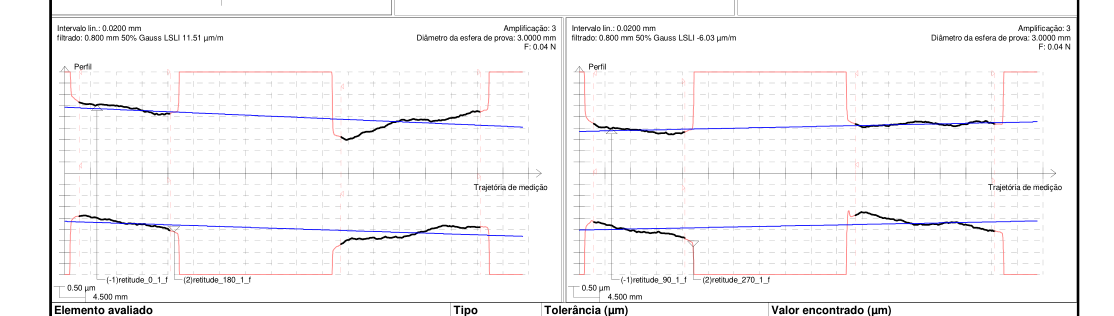 Intervalo lin.: 0.0200 mm
filtrado: 0.800 mm 50% Gauss LSLI 11.51 µm/m
Amplificação: 3
Diâmetro da esfera de prova: 3.0000 mm
F: 0.04 N
Perfil
Trajetória de medição
(-1)retitude_0_1_f
(2)retitude_180_1_f
0.50 µm
4.500 mm
Intervalo lin.: 0.0200 mm
filtrado: 0.800 mm 50% Gauss LSLI -6.03 µm/m
Amplificação: 3
Diâmetro da esfera de prova: 3.0000 mm
F: 0.04 N
Perfil
Trajetória de medição
(-1)retitude_90_1_f
(2)retitude_270_1_f
0.50 µm
4.500 mm
Elemento avaliado Tipo Tolerância (µm) Valor encontrado (µm)